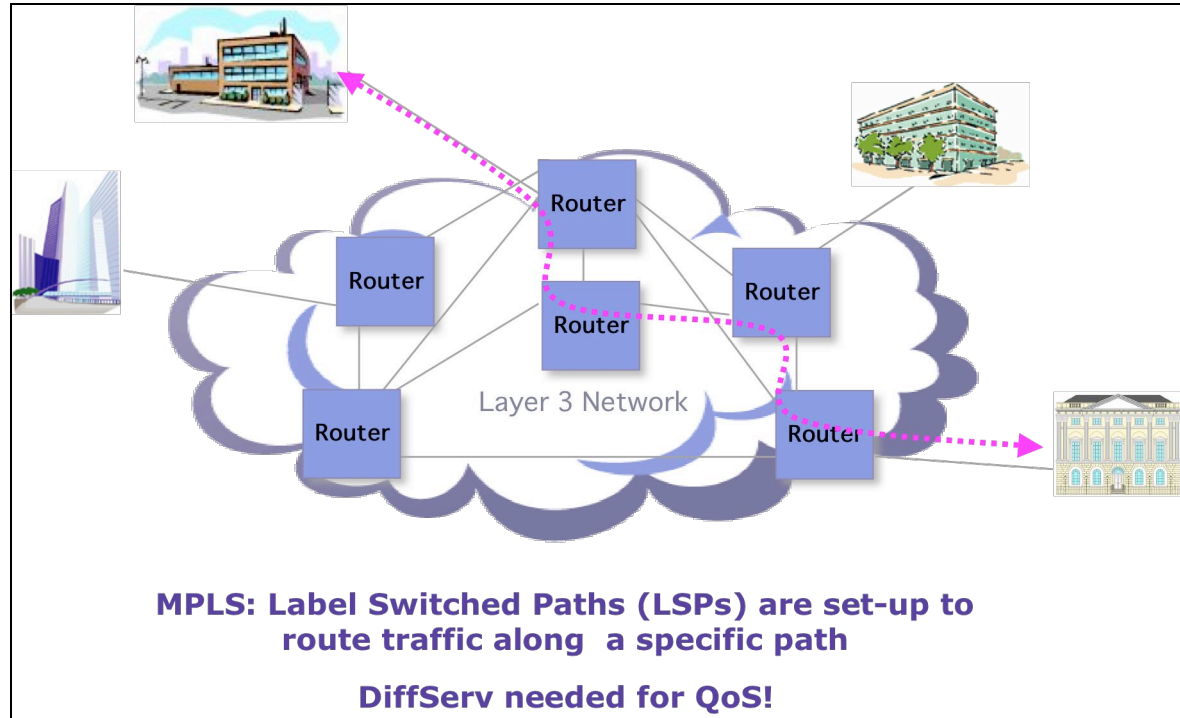 Router
Router
Router
Router
Layer 3 Network
Router
Router
MPLS: Label Switched Paths (LSPs) are set-up to
route traffic along  a specific path
DiffServ needed for QoS!